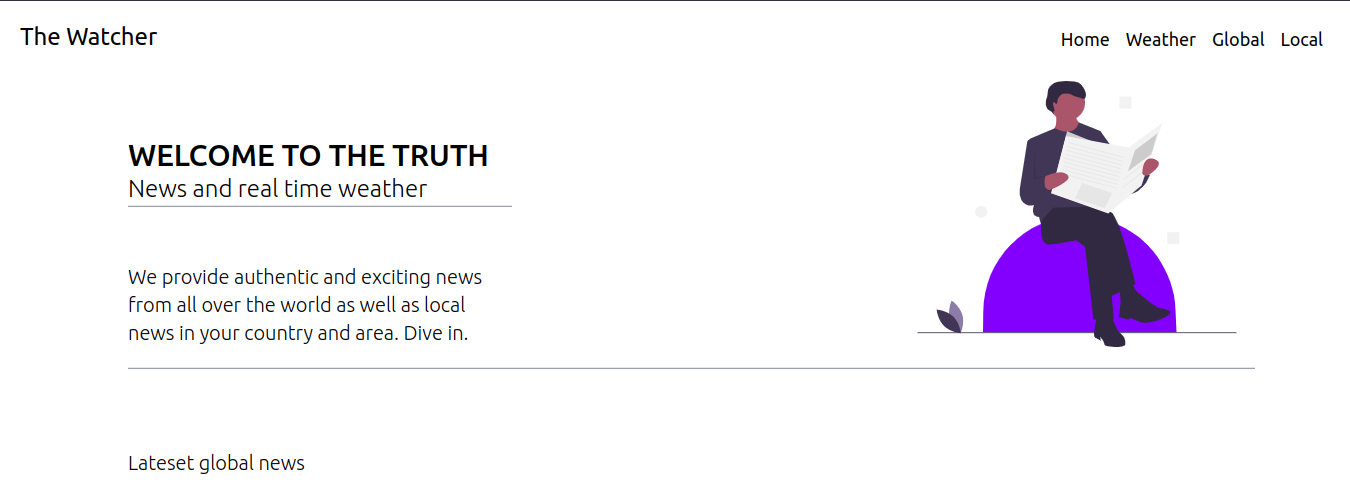 The Watcher
Home Weather Global Local
WELCOME TO THE TRUTH
News and real time weather
We provide authentic and exciting news
from all over the world as well as local
news in your country and area. Dive in.
Lateset global news